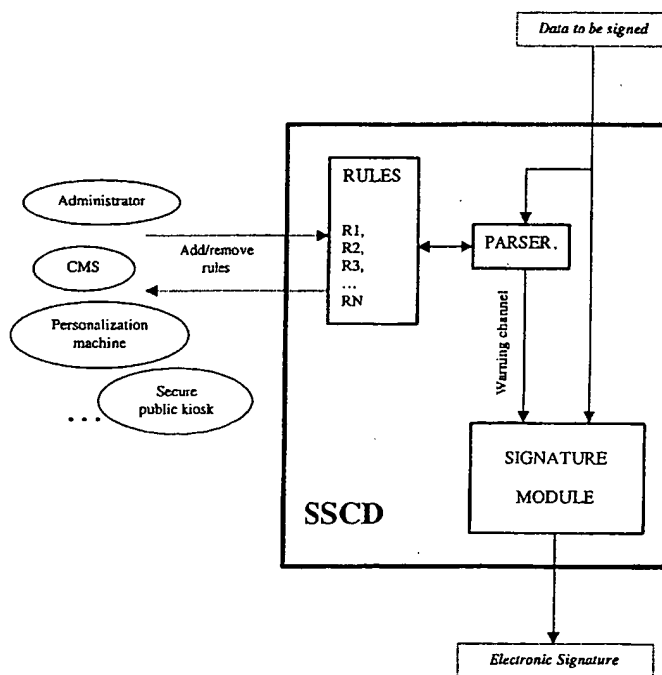 Data to be signed
RULES
R1,
R2,
R3,
...
RN
PARSER.
Administrator
Add/remove
rules
CMS
Personalization
machine
Secure
public kiosk
...
Warning channel
SIGNATURE
MODULE
SSCD
Electronic Signature